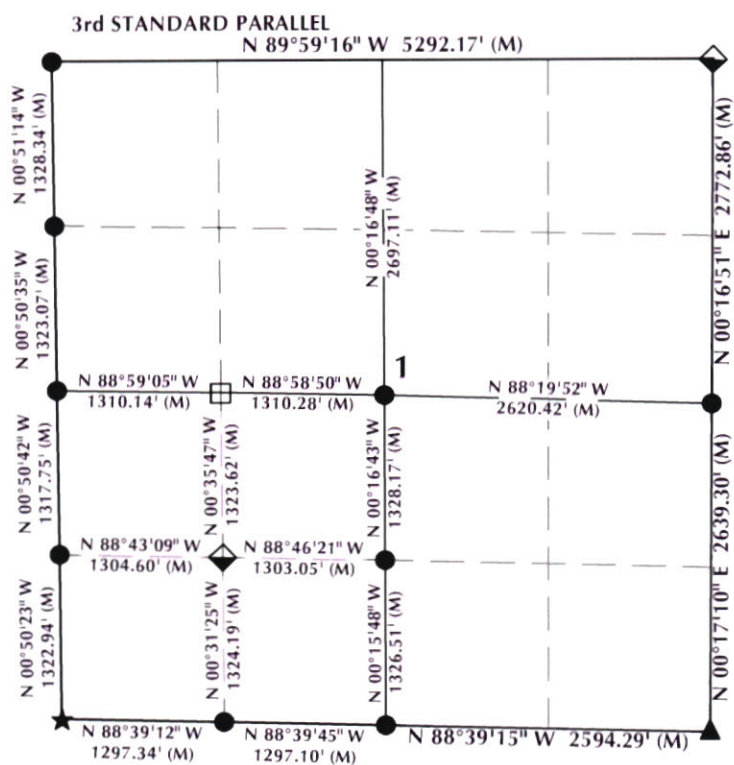 3rd STANDARD PARALLEL
N 89°59'16" W 5292.17' (M)
N 00°51'14" W
1328.34' (M)
N 00°16'48" W
2697.11' (M)
N 00°16'51" E 2772.86' (M)
N 00°50'35" W
1323.07' (M)
1
N 88°59'05" W
1310.14' (M)
N 88°58'50" W
1310.28' (M)
N 88°19'52" W
2620.42' (M)
N 00°50'42" W
1317.75' (M)
N 00°35'47" W
1323.62' (M)
N 00°16'43" W
1328.17' (M)
N 00°17'10" E 2639.30' (M)
N 88°43'09" W
1304.60' (M)
N 88°46'21" W
1303.05' (M)
N 00°50'23" W
1322.94' (M)
N 00°31'25" W
1324.19' (M)
N 00°15'48" W
1326.51' (M)
N 88°39'12" W
1297.34' (M)
N 88°39'45" W
1297.10' (M)
N 88°39'15" W 2594.29' (M)